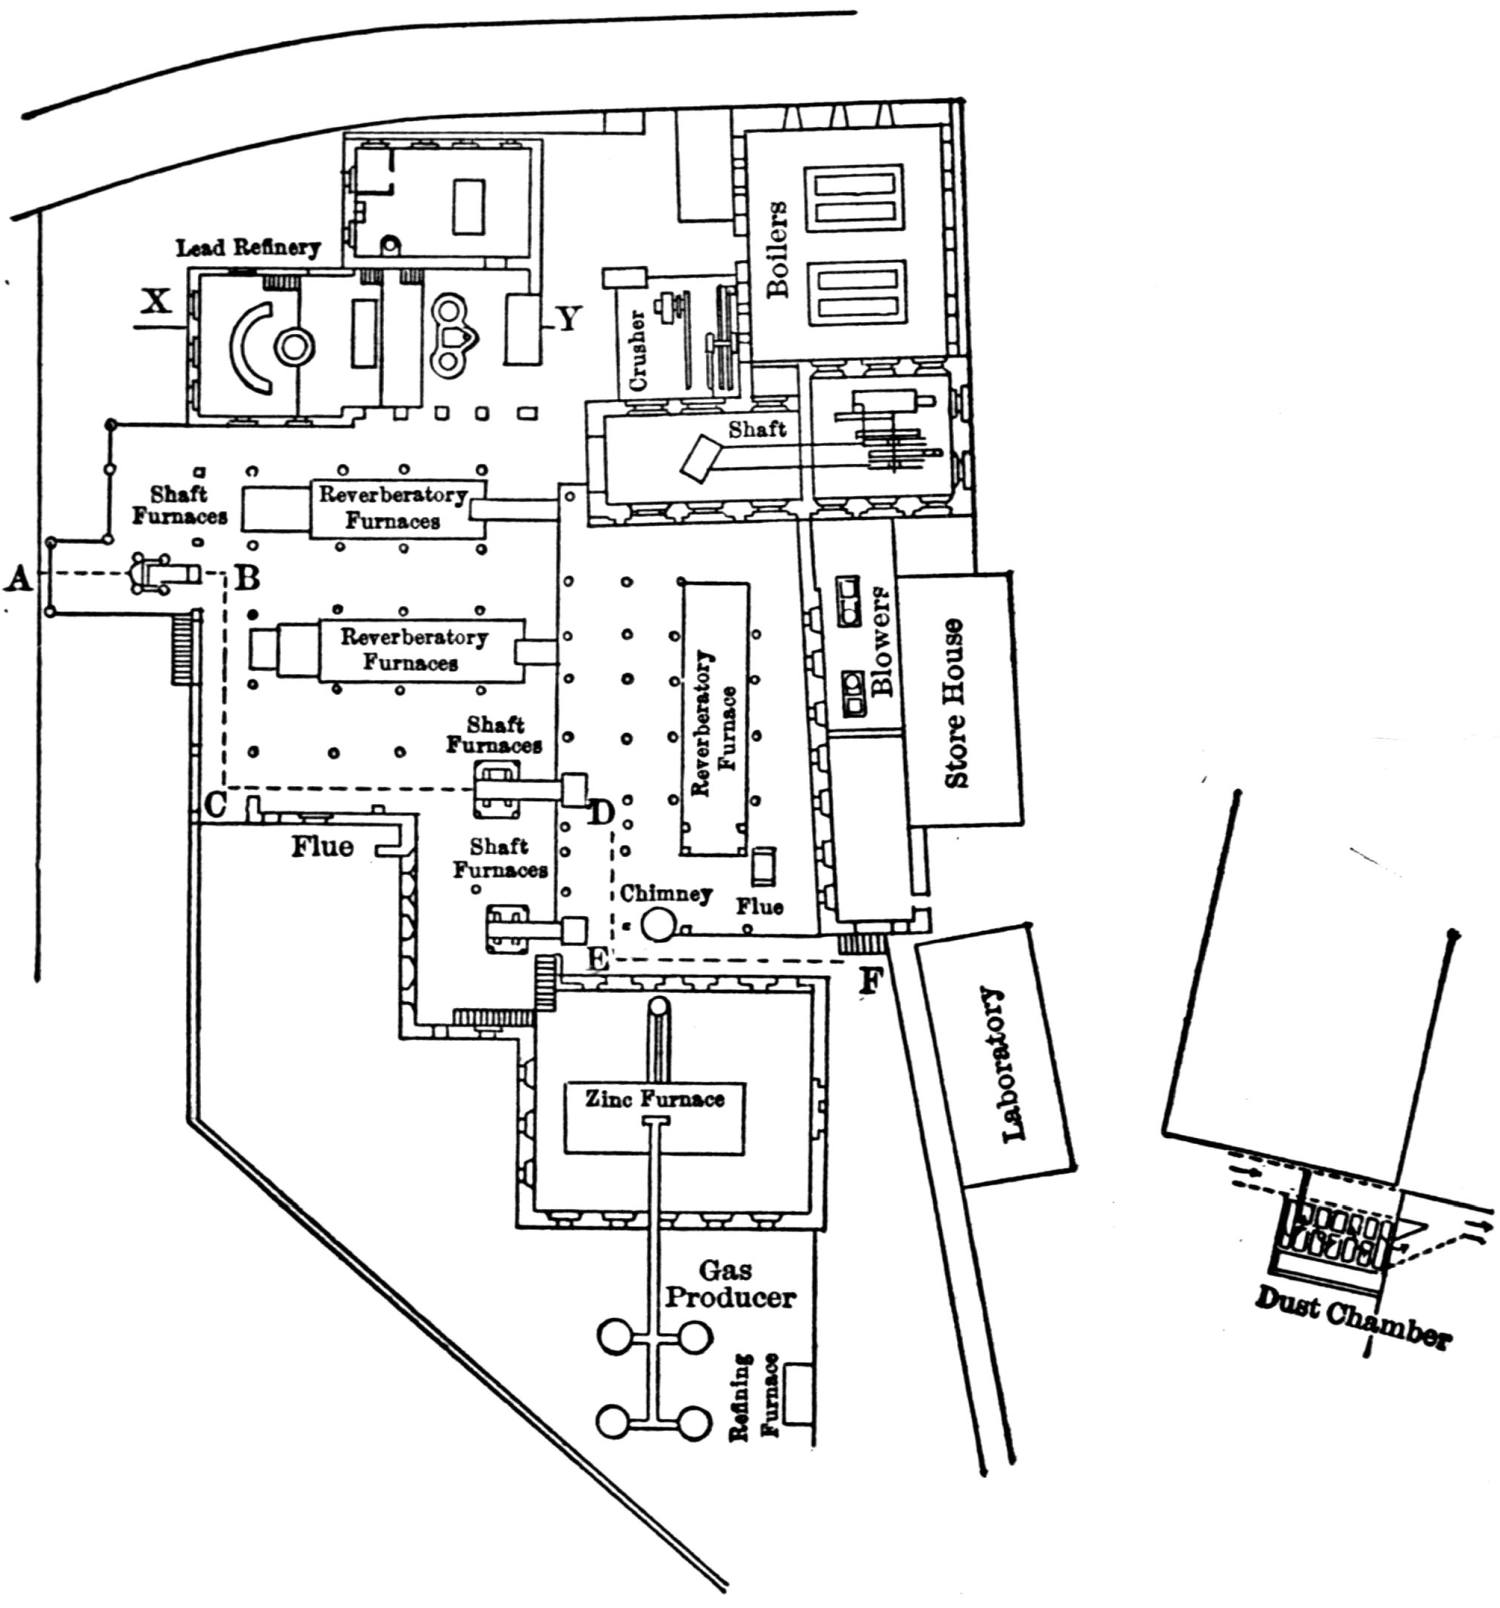 Lead Refinery
X
Y
Boilers
Crusher
Shaft
Shaft
Furnaces
Reverberatory
Furnaces
A
B
Reverberatory
Furnaces
Blowers
Store House
Reverberatory
Furnace
Shaft
Furnaces
C
D
Flue
Shaft
Furnaces
Chimney
Flue
E
F
Laboratory
Zinc Furnace
Gas
Producer
Refining
Furnace
Dust Chamber